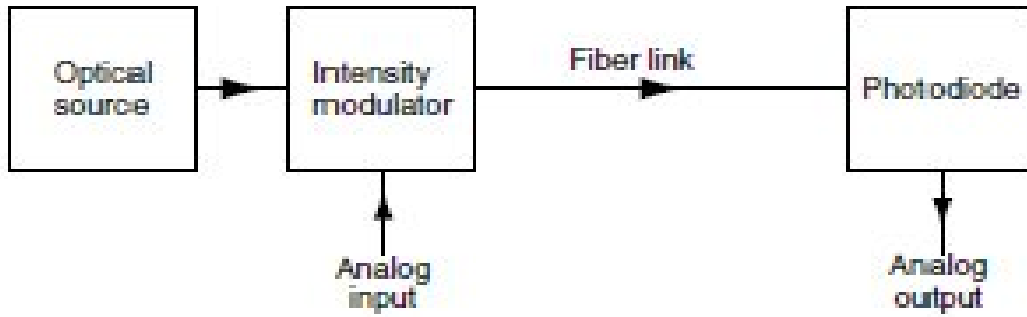 Optical
source
Intensity
modulator
Fiber link
Photodiode
Analog
input
Analog
output